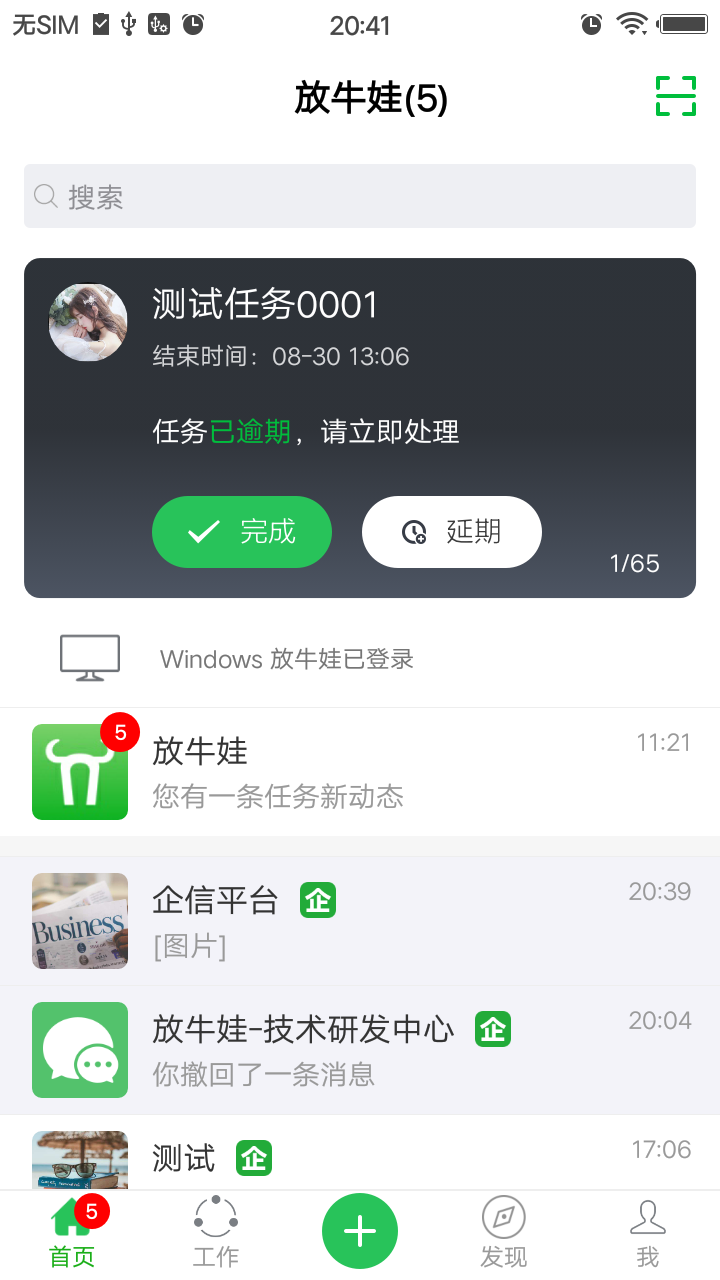 无SIM 20:41
放牛娃(5)
搜索
测试任务0001
结束时间：08-30 13:06
任务已逾期，请立即处理
完成 延期
1/65
Windows 放牛娃已登录
5
放牛娃 11:21
您有一条任务新动态
企信平台 企 20:39
Business
[图片]
放牛娃-技术研发中心 企 20:04
你撤回了一条消息
测试 企 17:06
5
首页 工作 发现 我